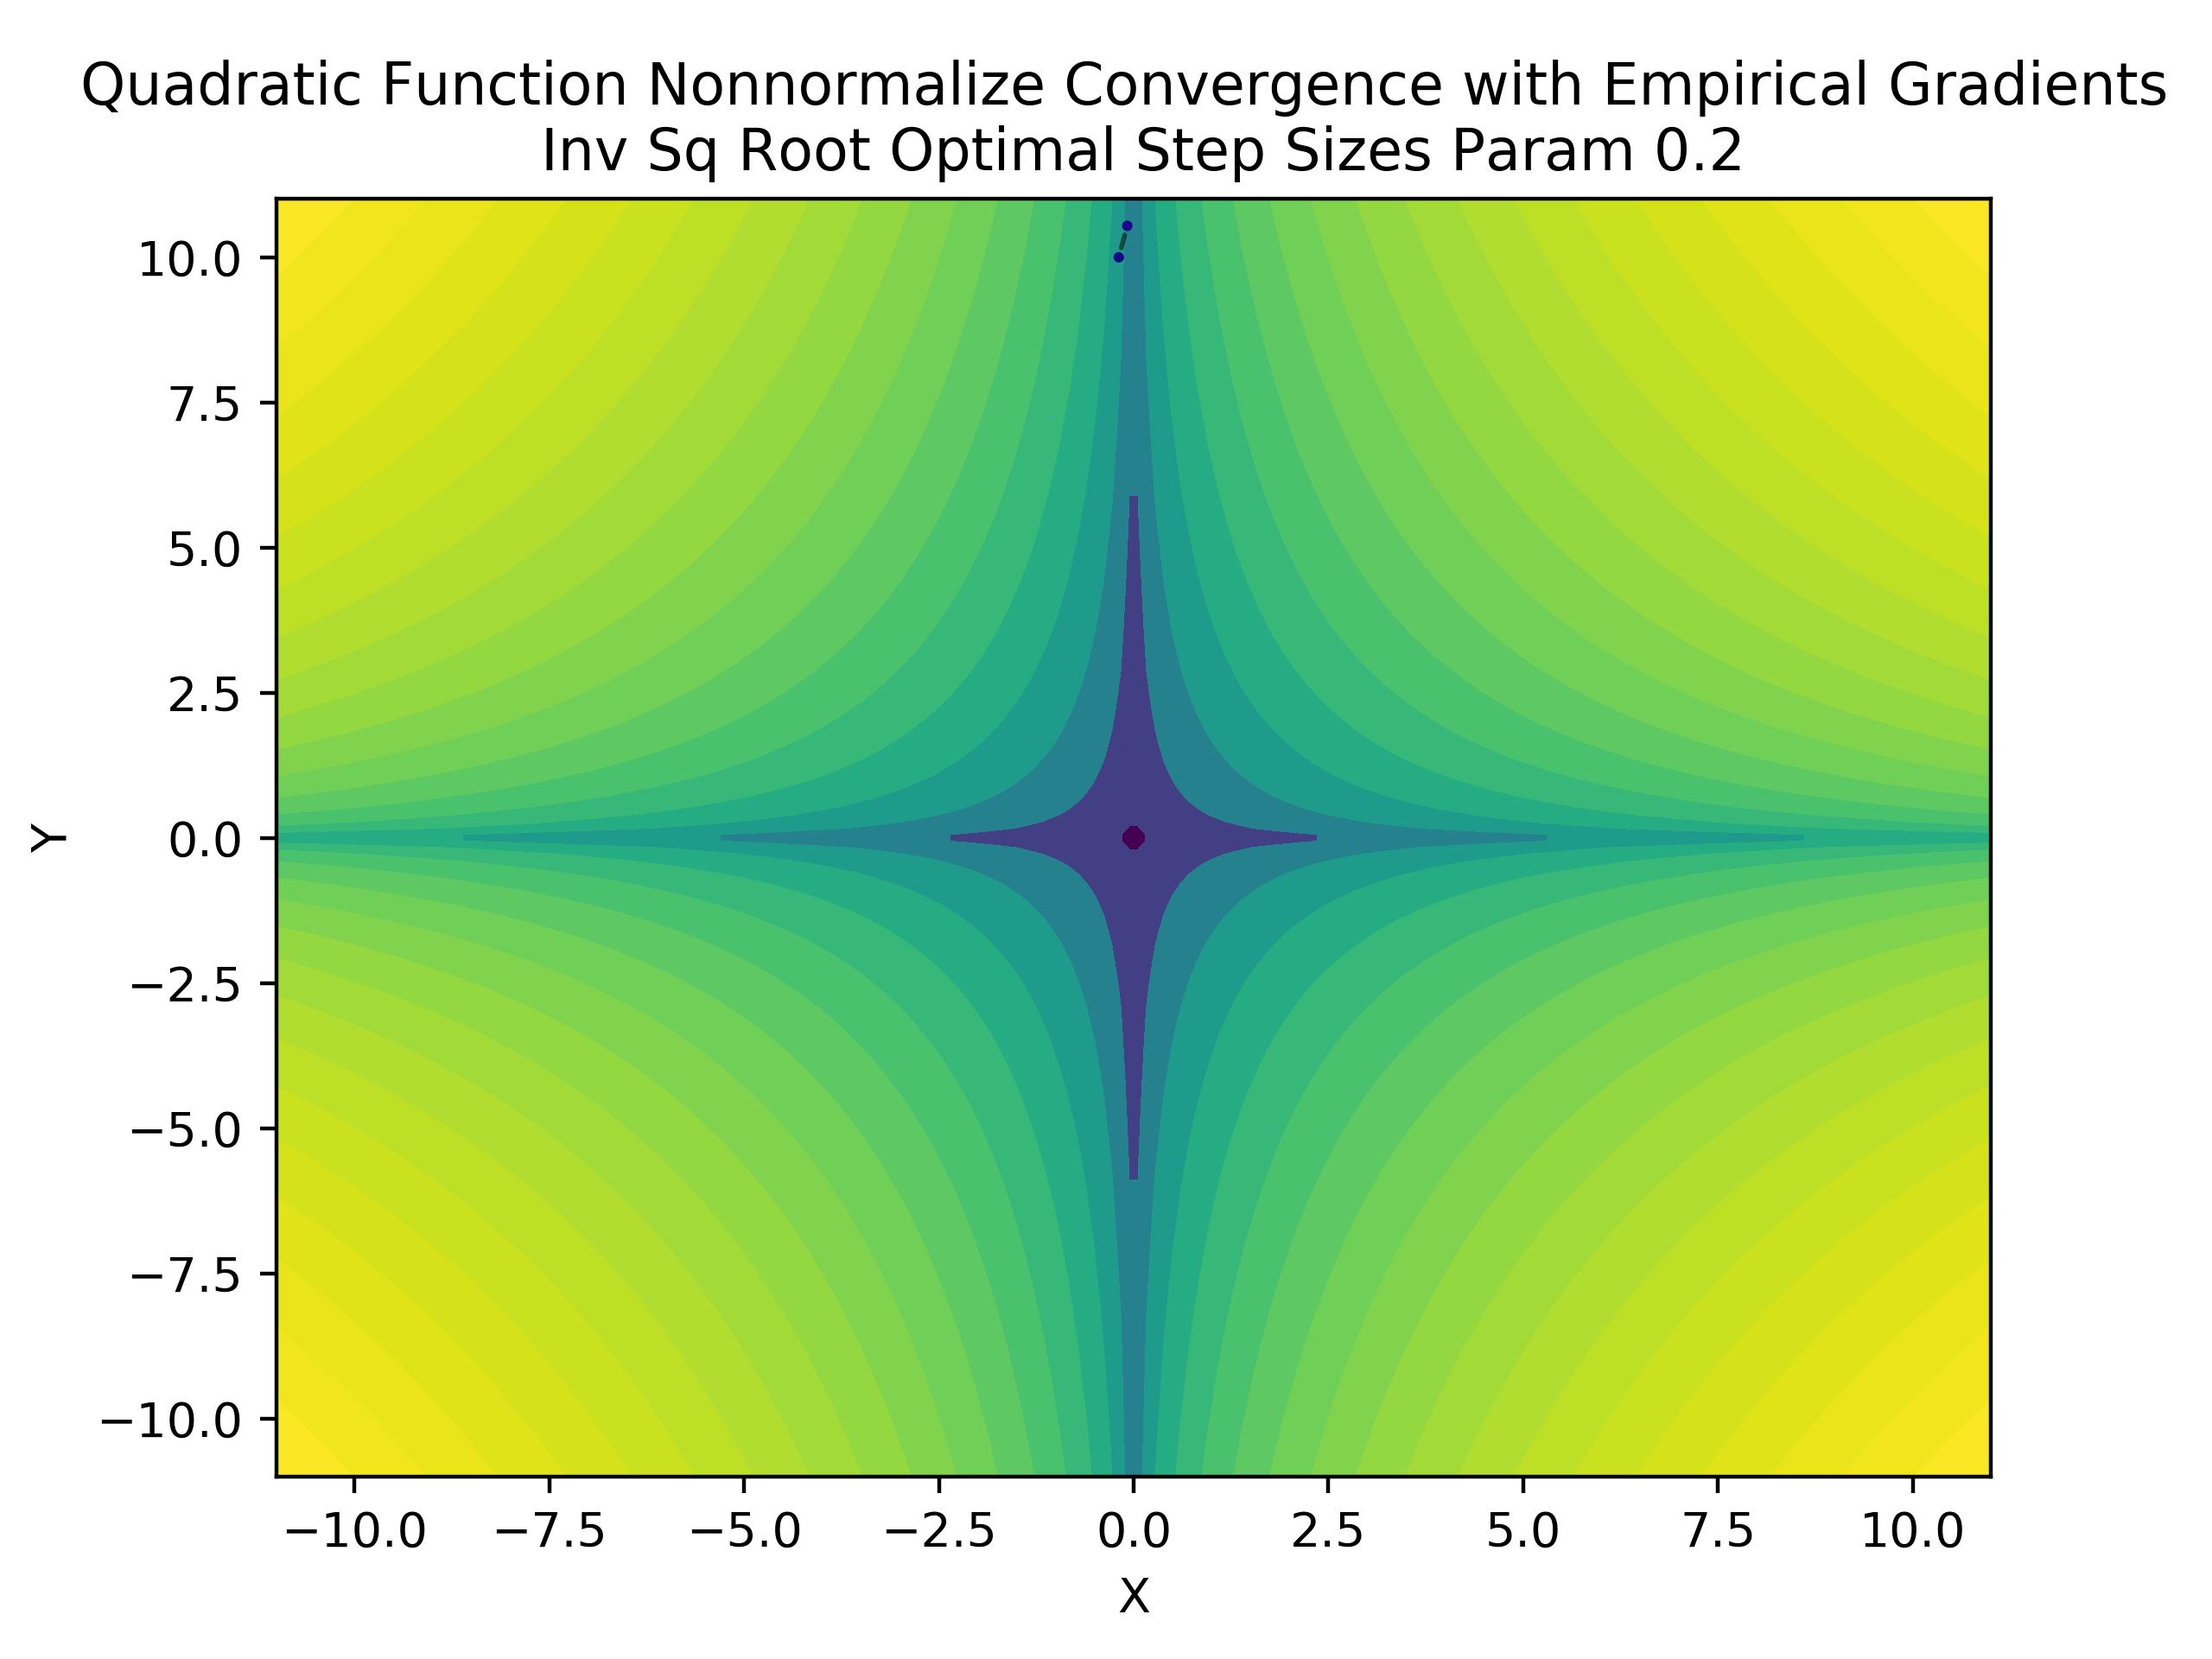 Quadratic Function Nonnormalize Convergence with Empirical Gradients
Inv Sq Root Optimal Step Sizes Param 0.2
10.0
7.5
5.0
2.5
0.0
−2.5
−5.0
−7.5
−10.0
Y
−10.0 −7.5 −5.0 −2.5 0.0 2.5 5.0 7.5 10.0
X